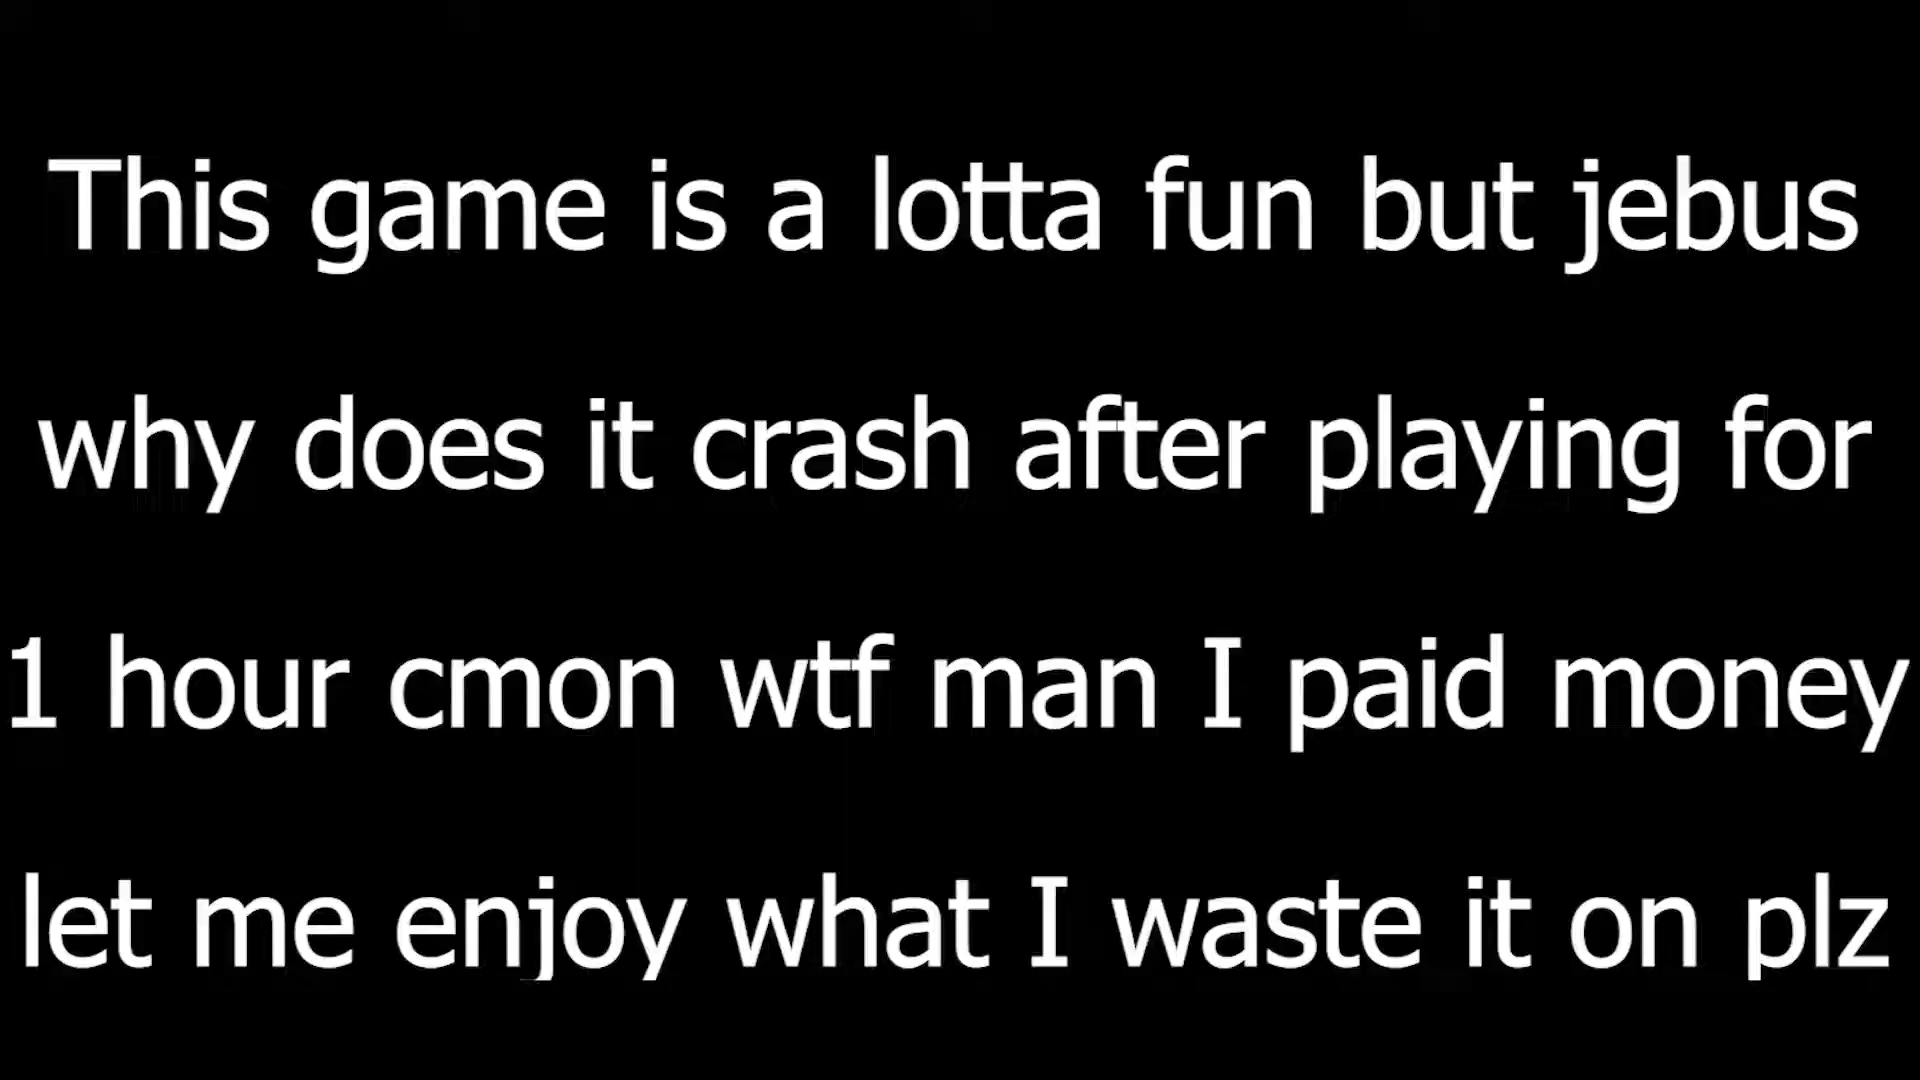 This game is a lotta fun but jebus
why does it crash after playing for
1 hour cmon wtf man I paid money
let me enjoy what I waste it on plz